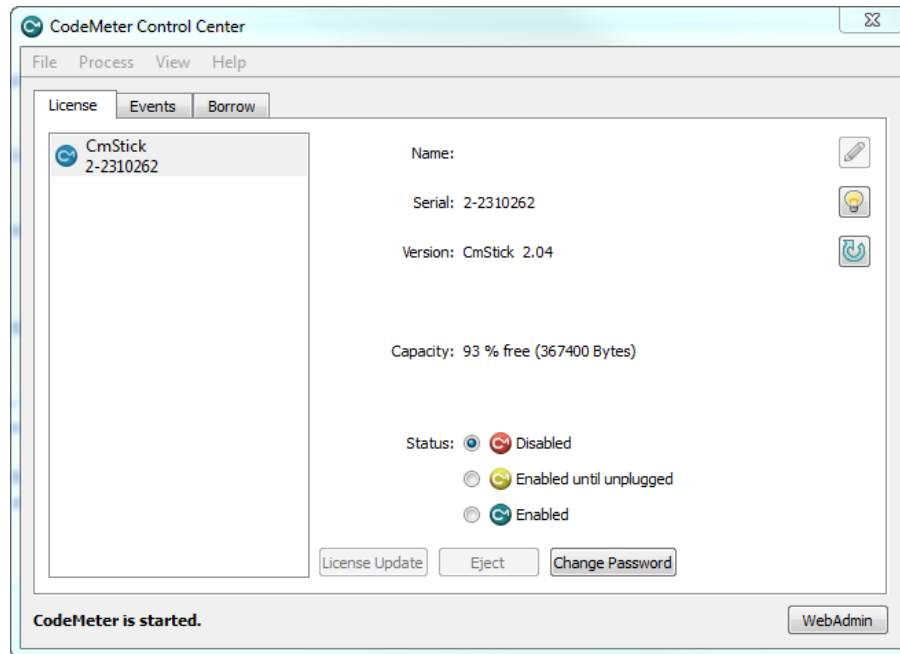 CodeMeter Control Center
File Process View Help
License Events Borrow
CmStick
2-2310262
Name:
Serial: 2-2310262
Version: CmStick 2.04
Capacity: 93 % free (367400 Bytes)
Status: Disabled
Enabled until unplugged
Enabled
License Update Eject Change Password
CodeMeter is started. WebAdmin